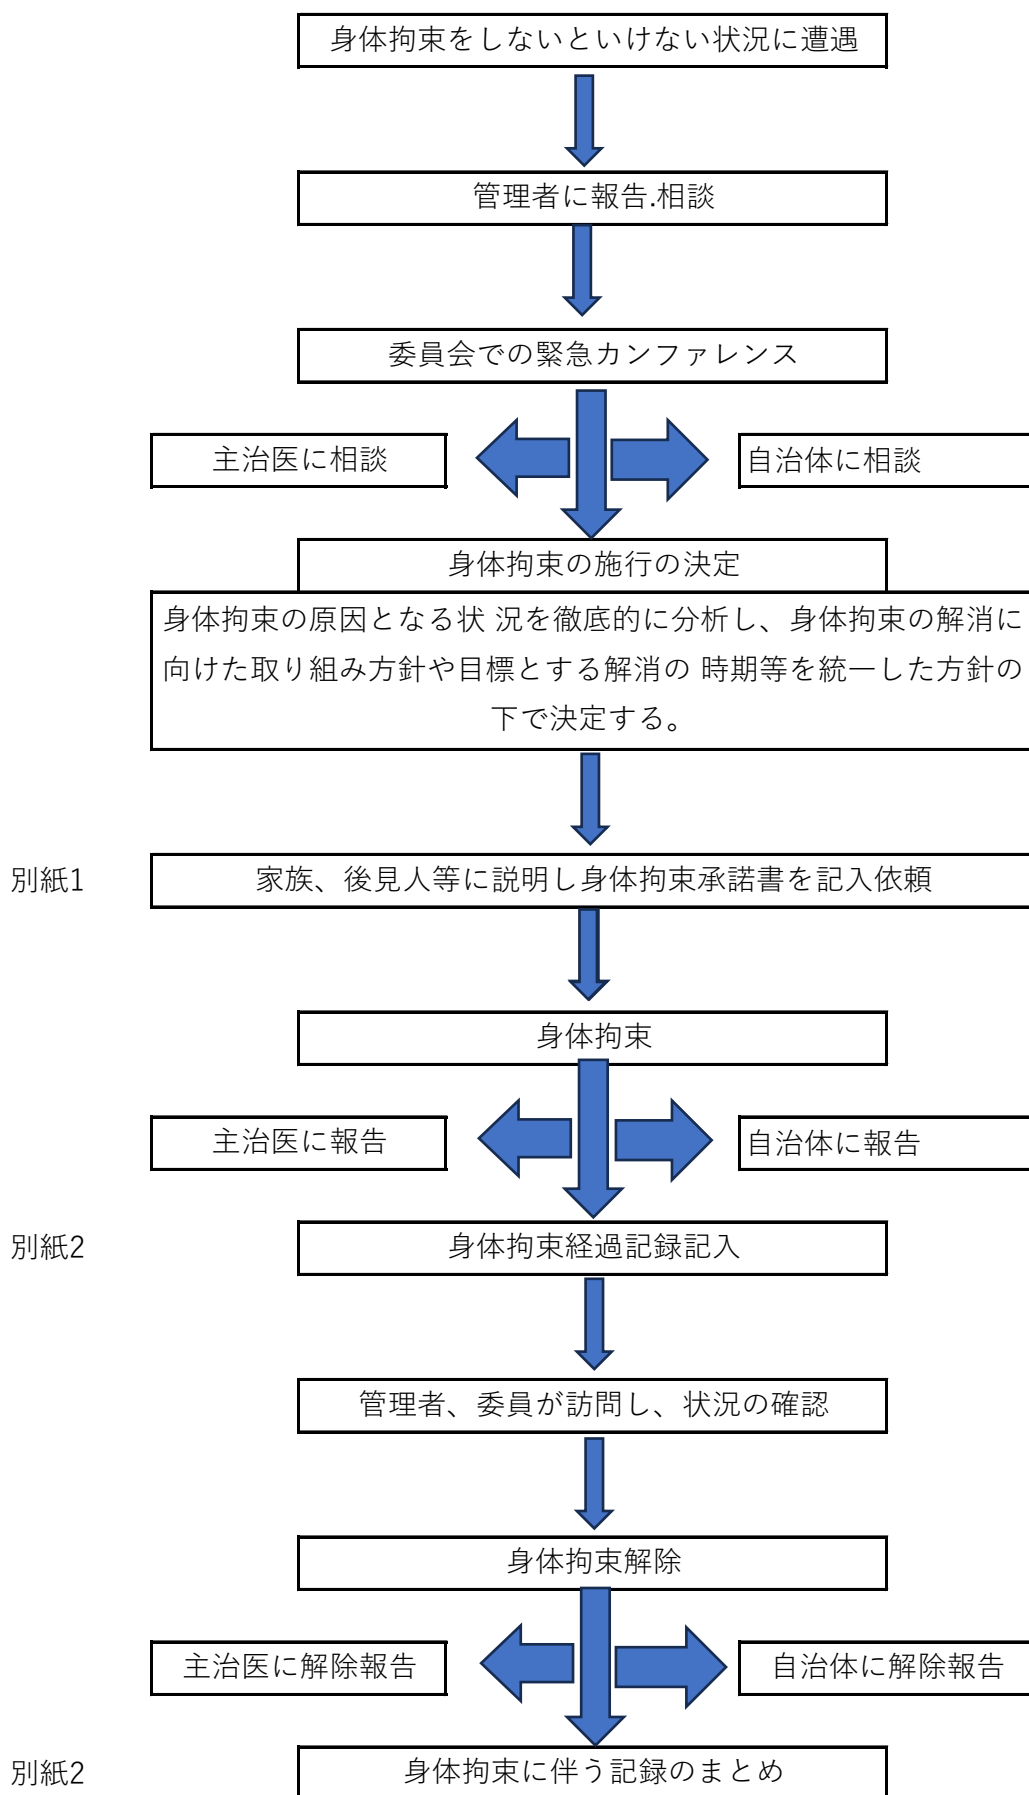 身体拘束をしないといけない状況に遭遇
管理者に報告.相談
委員会での緊急カンファレンス
主治医に相談
自治体に相談
身体拘束の施行の決定
身体拘束の原因となる状 況を徹底的に分析し、身体拘束の解消に
向けた取り組み方針や目標とする解消の 時期等を統一した方針の
下で決定する。
別紙1
家族、後見人等に説明し身体拘束承諾書を記入依頼
身体拘束
主治医に報告
自治体に報告
別紙2
身体拘束経過記録記入
管理者、委員が訪問し、状況の確認
身体拘束解除
主治医に解除報告
自治体に解除報告
別紙2
身体拘束に伴う記録のまとめ